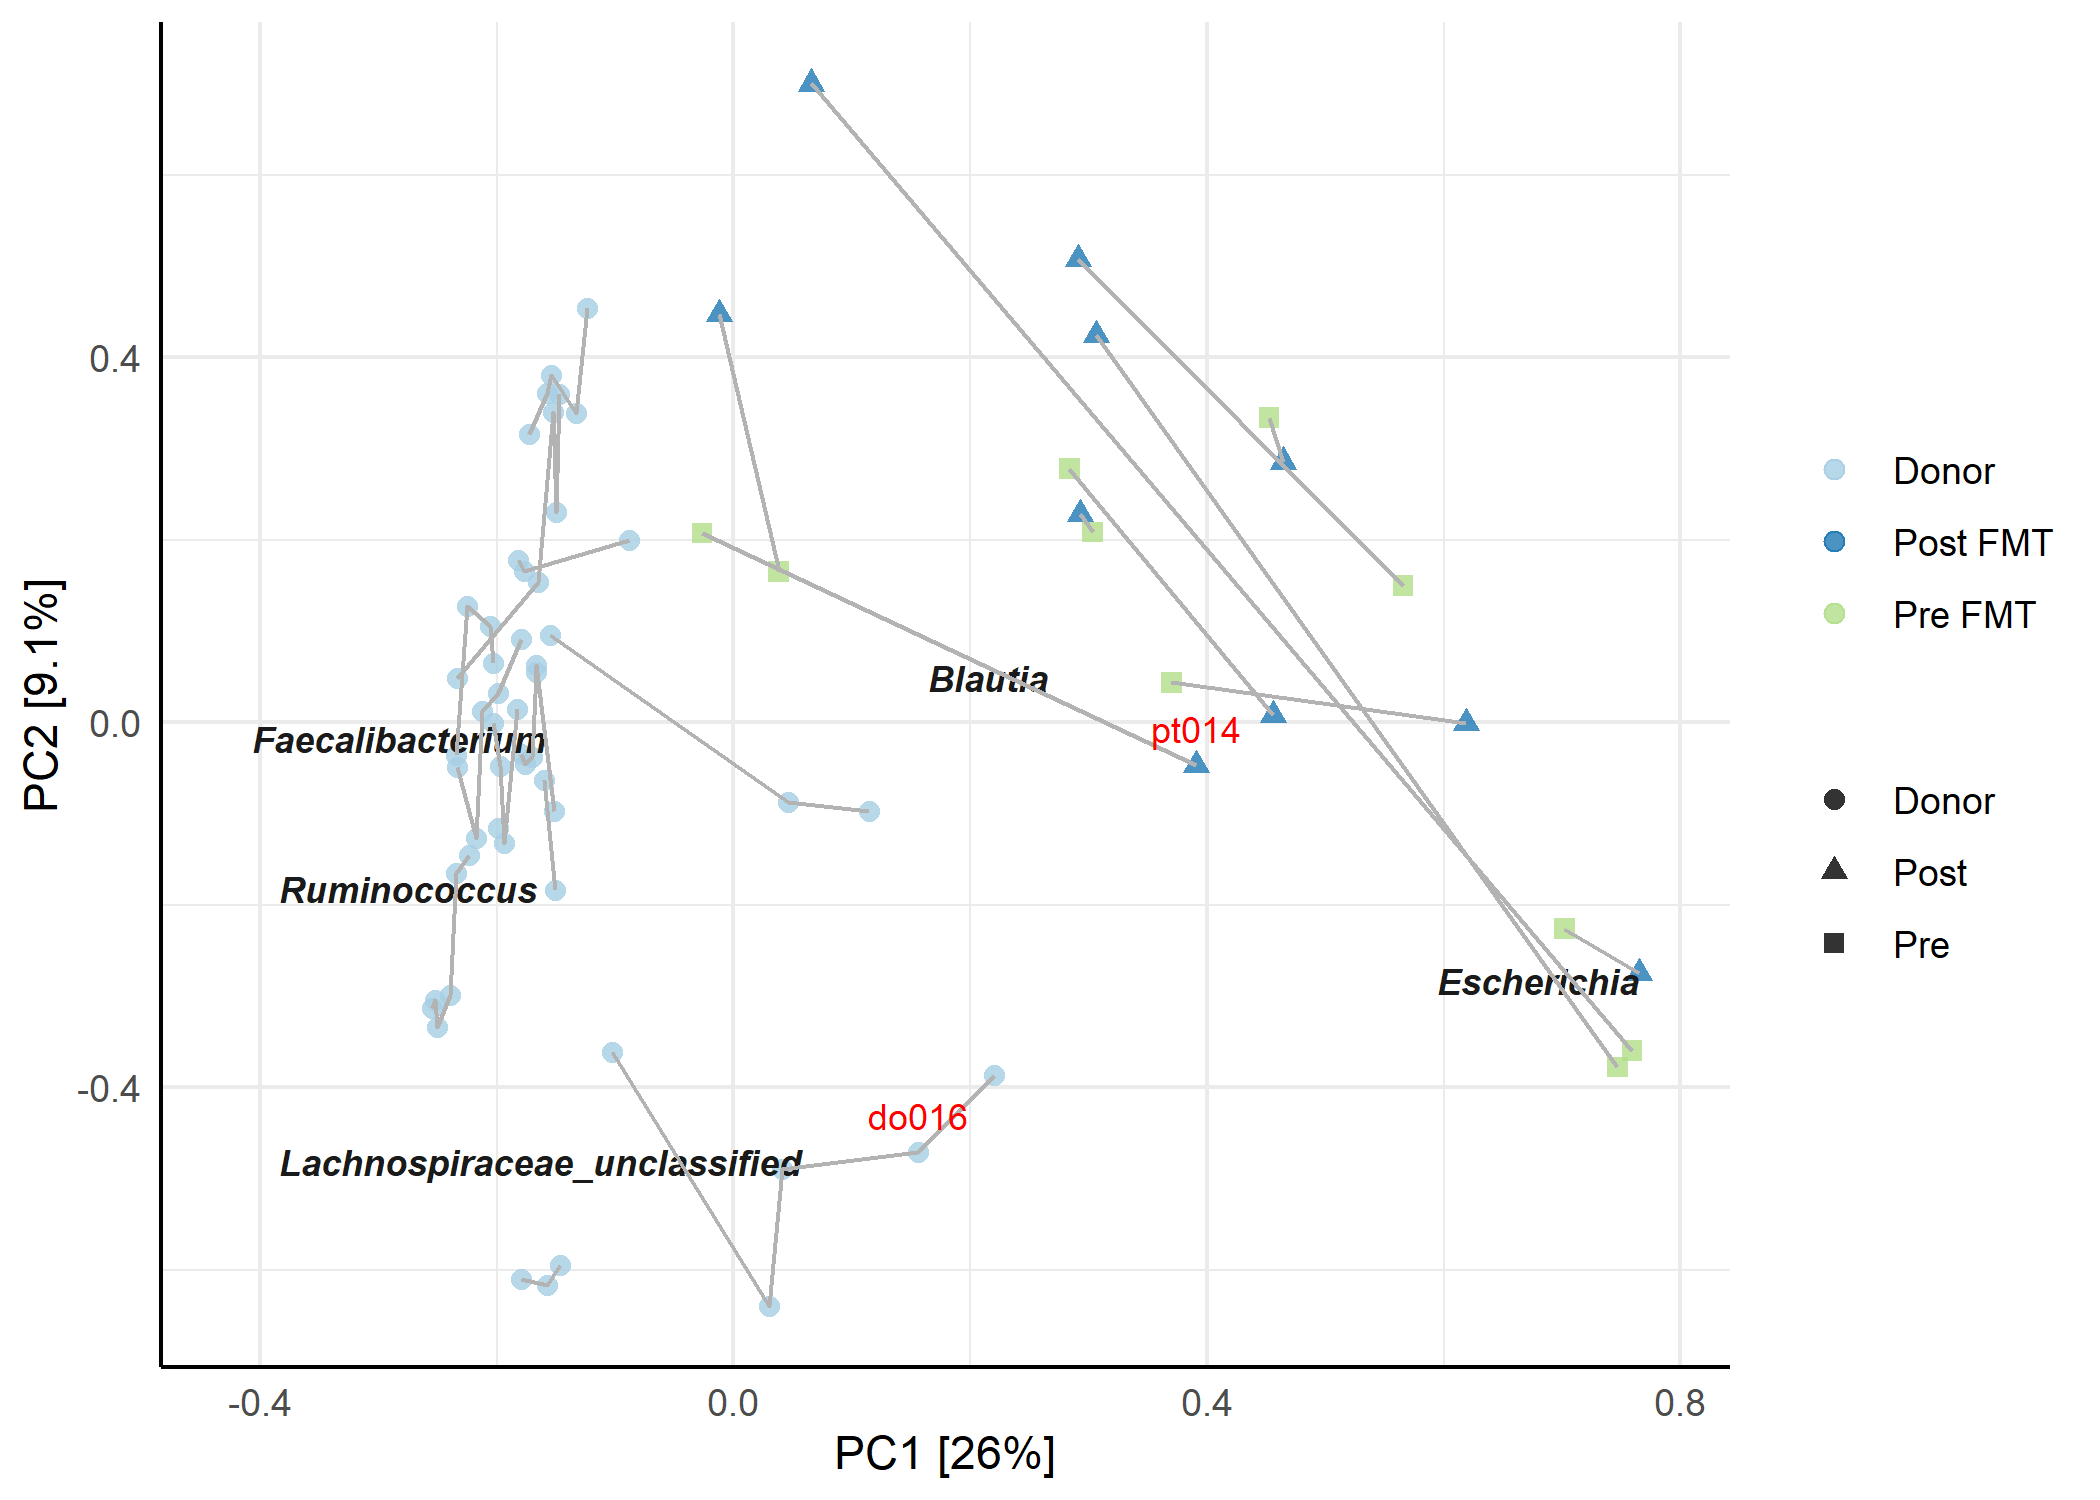 0.4
0.0
-0.4
PC2 [9.1%]
Blautia
pt014
Faecalibacterium
Ruminococcus
Escherichia
do016
Lachnospiraceae_unclassified
-0.4
0.0
0.4
0.8
PC1 [26%]
Donor
Post FMT
Pre FMT
Donor
Post
Pre